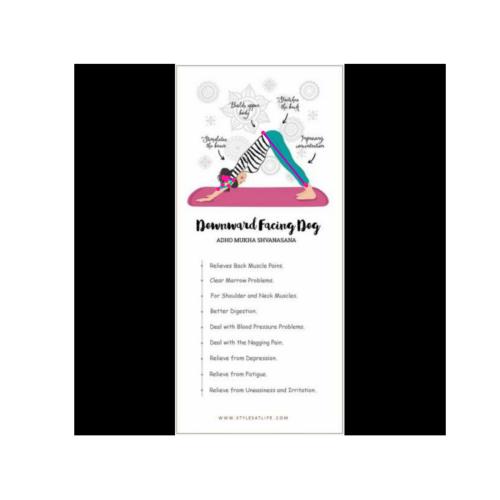 Builds upper
body
Stretches
the back
Stimulates
the brain
Improving
concentration
Downward Facing Dog
ADHO MUKHA SHVANASANA
Relieves Back Muscle Pains.
Clear Marrow Problems.
For Shoulder and Neck Muscles.
Better Digestion.
Deal with Blood Pressure Problems.
Deal with the Nagging Pain.
Relieve from Depression.
Relieve from Fatigue.
Relieve from Uneasiness and Irritation.
WWW.STYLESATLIFE.COM